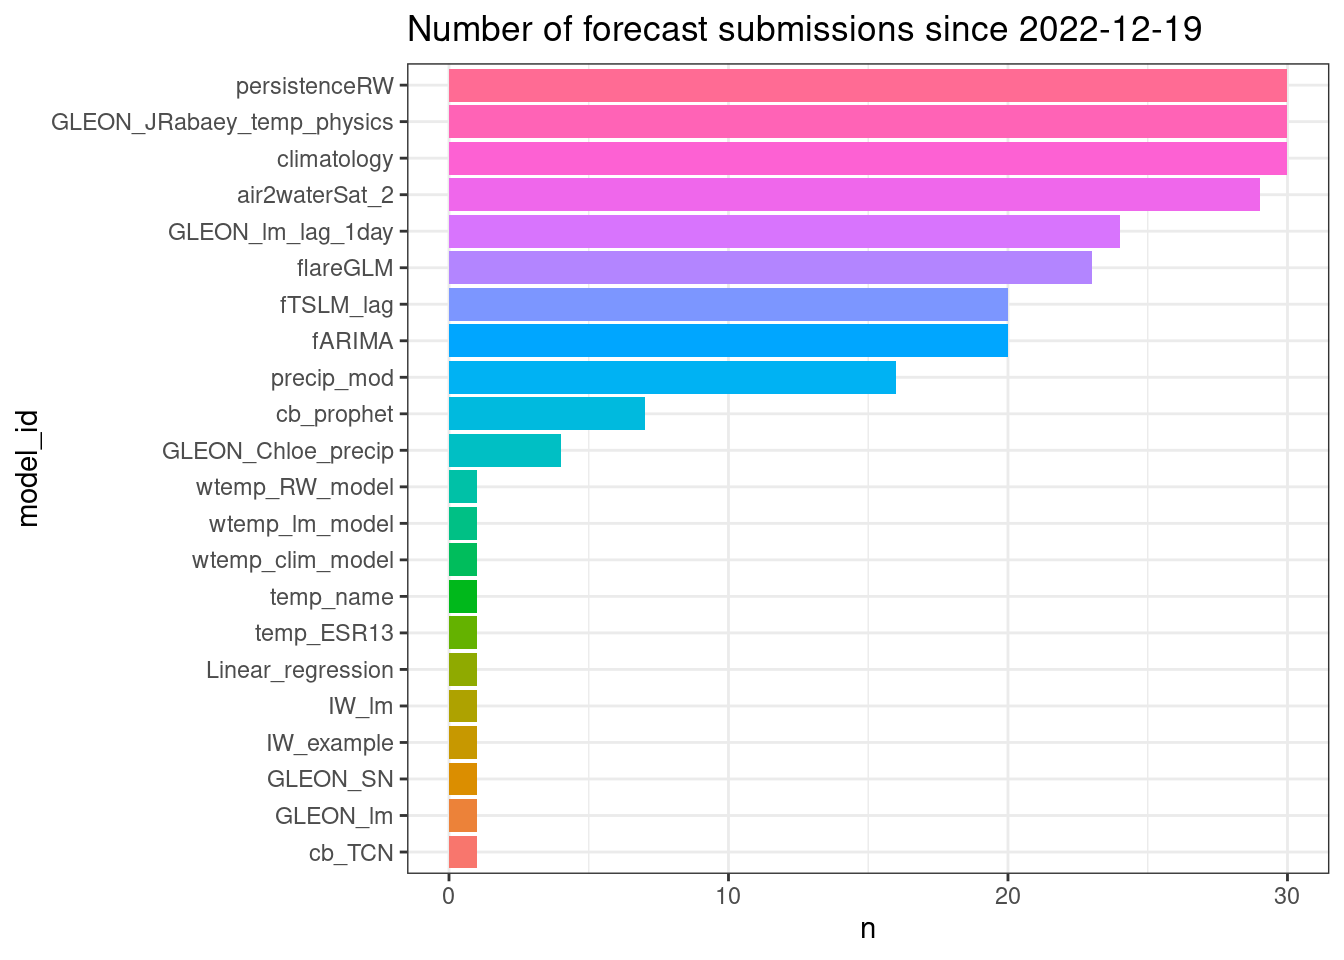 Number of forecast submissions since 2022-12-19
persistenceRW
GLEON_JRabaey_temp_physics
climatology
air2waterSat_2
GLEON_lm_lag_1day
flareGLM
fTSLM_lag
fARIMA
precip_mod
cb_prophet
GLEON_Chloe_precip
wtemp_RW_model
wtemp_lm_model
wtemp_clim_model
temp_name
temp_ESR13
Linear_regression
IW_lm
IW_example
GLEON_SN
GLEON_lm
cb_TCN
model_id
0 10 20 30
n